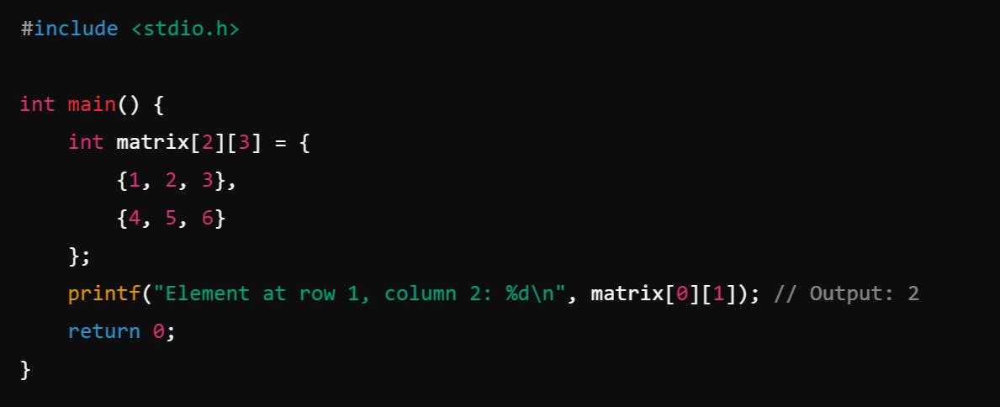 #include <stdio.h>
int main() {
    int matrix[2][3] = {
        {1, 2, 3},
        {4, 5, 6}
    };
    printf("Element at row 1, column 2: %d\n", matrix[0][1]); // Output: 2
    return 0;
}